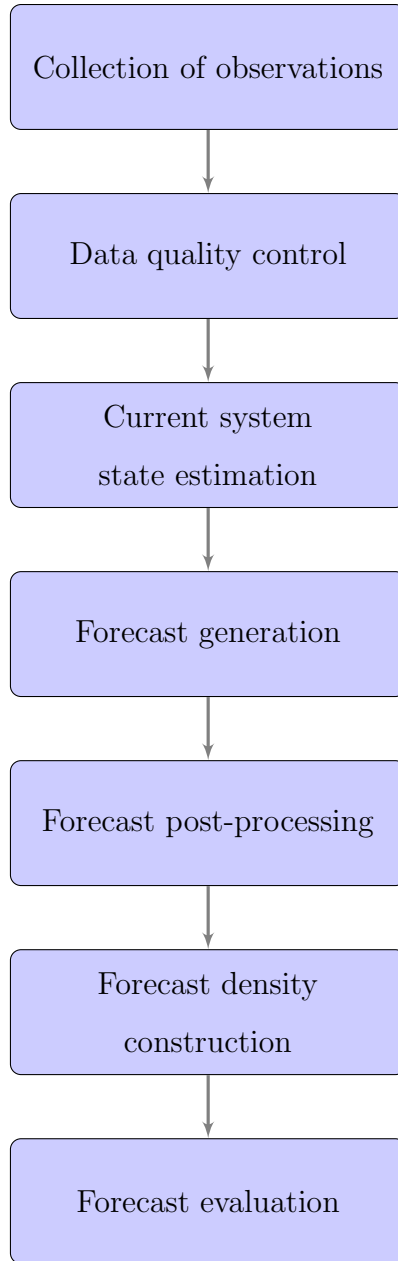 Collection of observations
Data quality control
Current system
state estimation
Forecast generation
Forecast post-processing
Forecast density
construction
Forecast evaluation